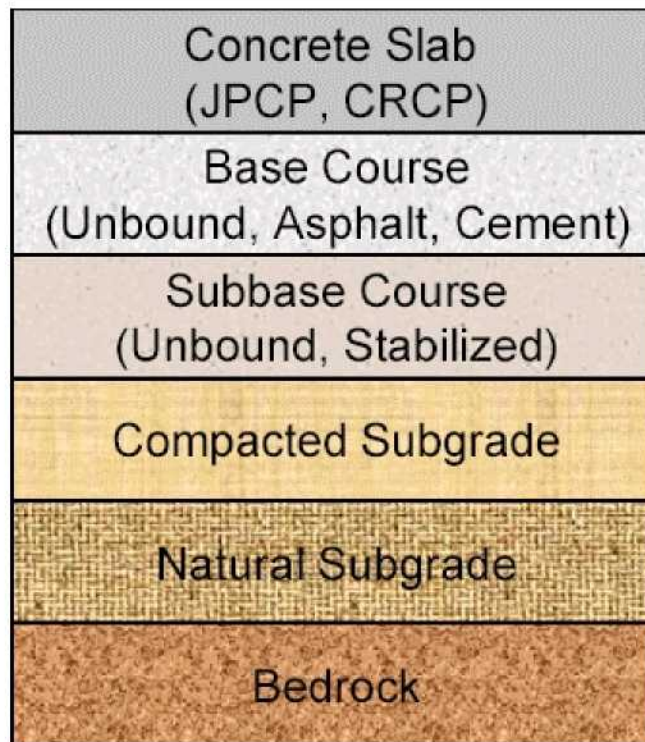 Concrete Slab
(JPCP, CRCP)
Base Course
(Unbound, Asphalt, Cement)
Subbase Course
(Unbound, Stabilized)
Compacted Subgrade
Natural Subgrade
Bedrock